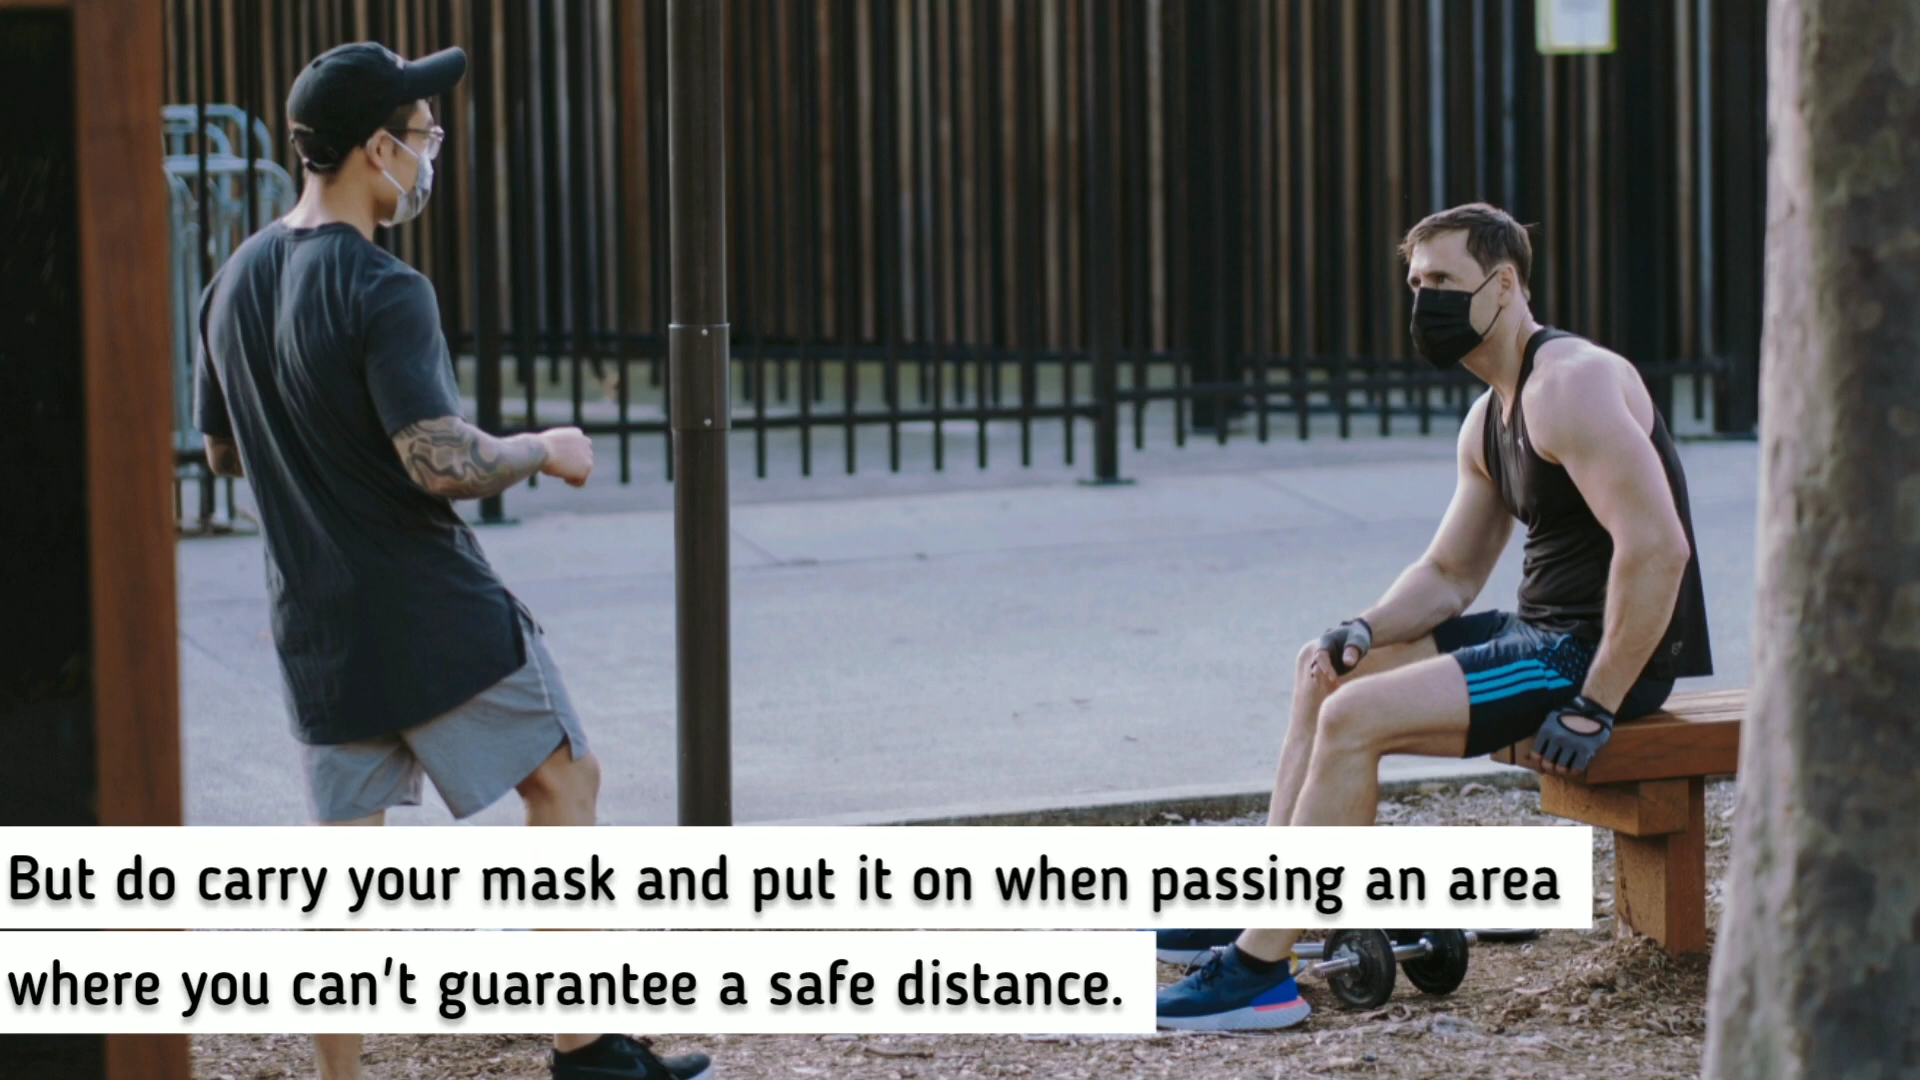 But do carry your mask and put it on when passing an area
where you can't guarantee a safe distance.